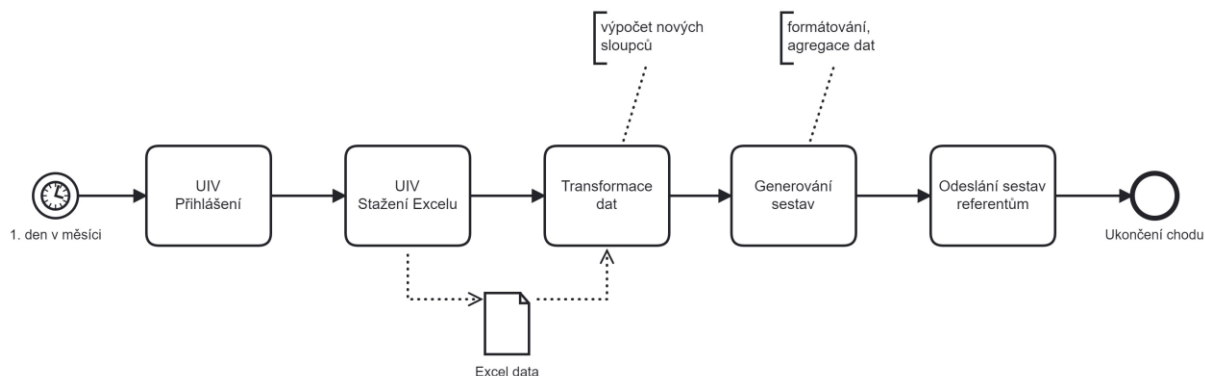 výpočet nových
sloupců
formátování,
agregace dat
UIV
Přihlášení
UIV
Stažení Excelu
Transformace
dat
Generování
sestav
Odeslání sestav
referentům
1. den v měsíci
Ukončení chodu
Excel data